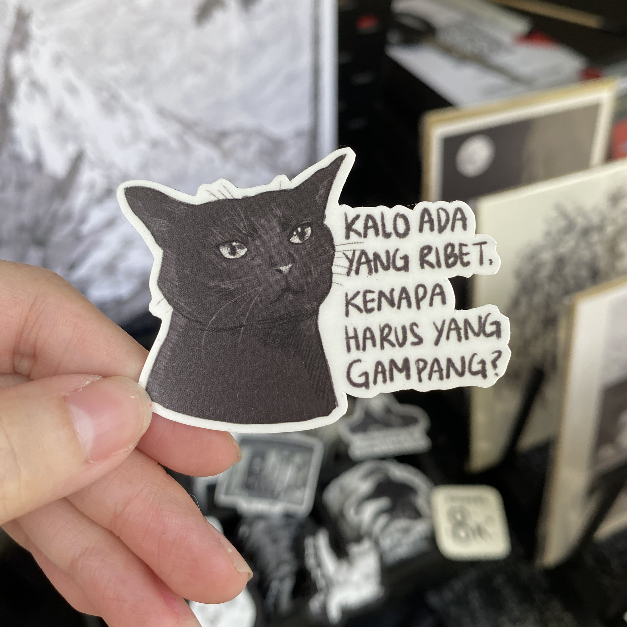 KALO ADA
YANG RIBET.
KENAPA
HARUS YANG
GAMPANG?